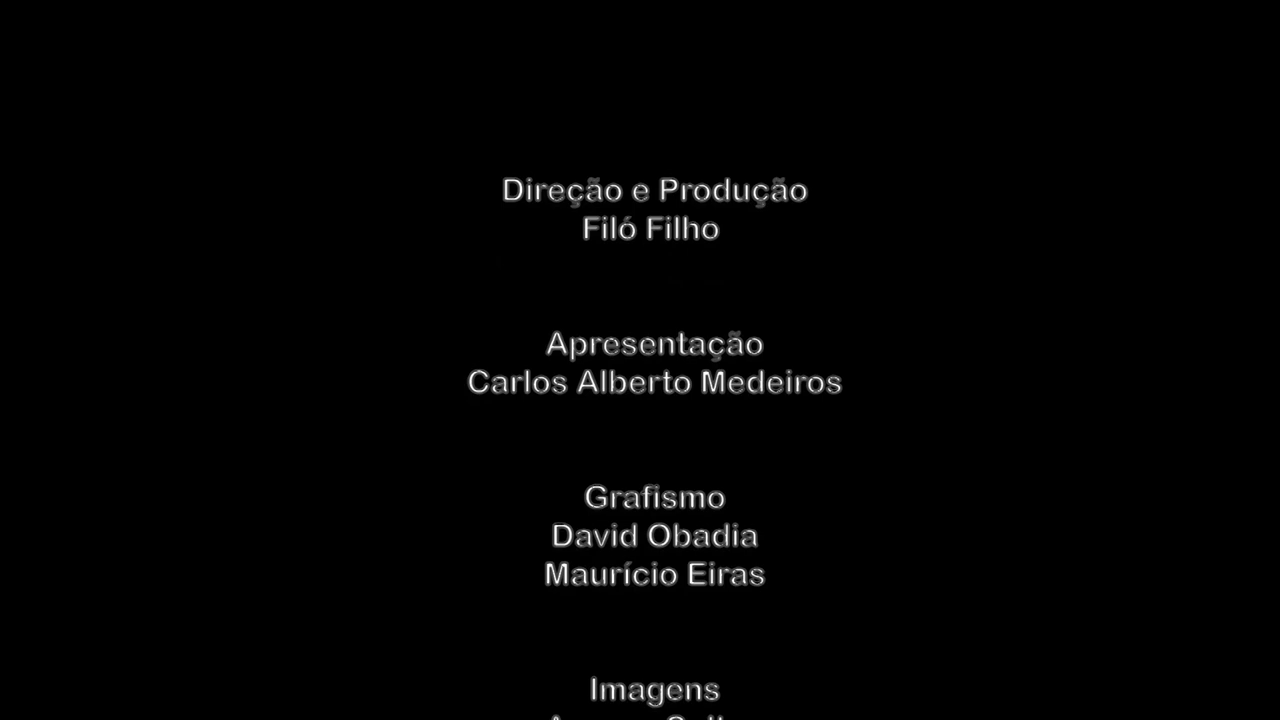 Direção e Produção
Filó Filho
Apresentação
Carlos Alberto Medeiros
Grafismo
David Obadia
Maurício Eiras
Imagens